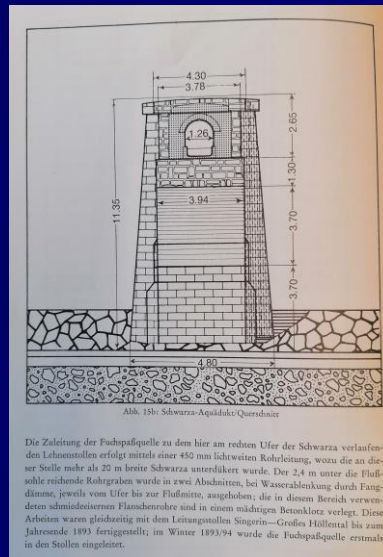 4.30
3.78
1.26
2.65
1.30
11.35
3.94
3.70
3.70
4.80
Abb. 15b: Schwarza-Aquädukt/Querschnitt
Die Zuleitung der Fuchspaßquelle zu dem hier am rechten Ufer der Schwarza verlaufen-
den Lehnenstollen erfolgt mittels einer 450 mm lichtweiten Rohrleitung, wozu die an die-
ser Stelle mehr als 20 m breite Schwarza unterdükert wurde. Der 2,4 m unter die Fluß-
sohle reichende Rohrgraben wurde in zwei Abschnitten, bei Wasserablenkung durch Fang-
dämme, jeweils vom Ufer bis zur Flußmitte, ausgehoben; die in diesem Bereich verwen-
deten schmiedeisernen Flanschenrohre sind in einem mächtigen Betonklotz verlegt. Diese
Arbeiten waren gleichzeitig mit dem Leitungsstollen Singerin—Großes Höllental bis zum
Jahresende 1893 fertiggestellt; im Winter 1893/94 wurde die Fuchspaßquelle erstmals
in den Stollen eingeleitet.